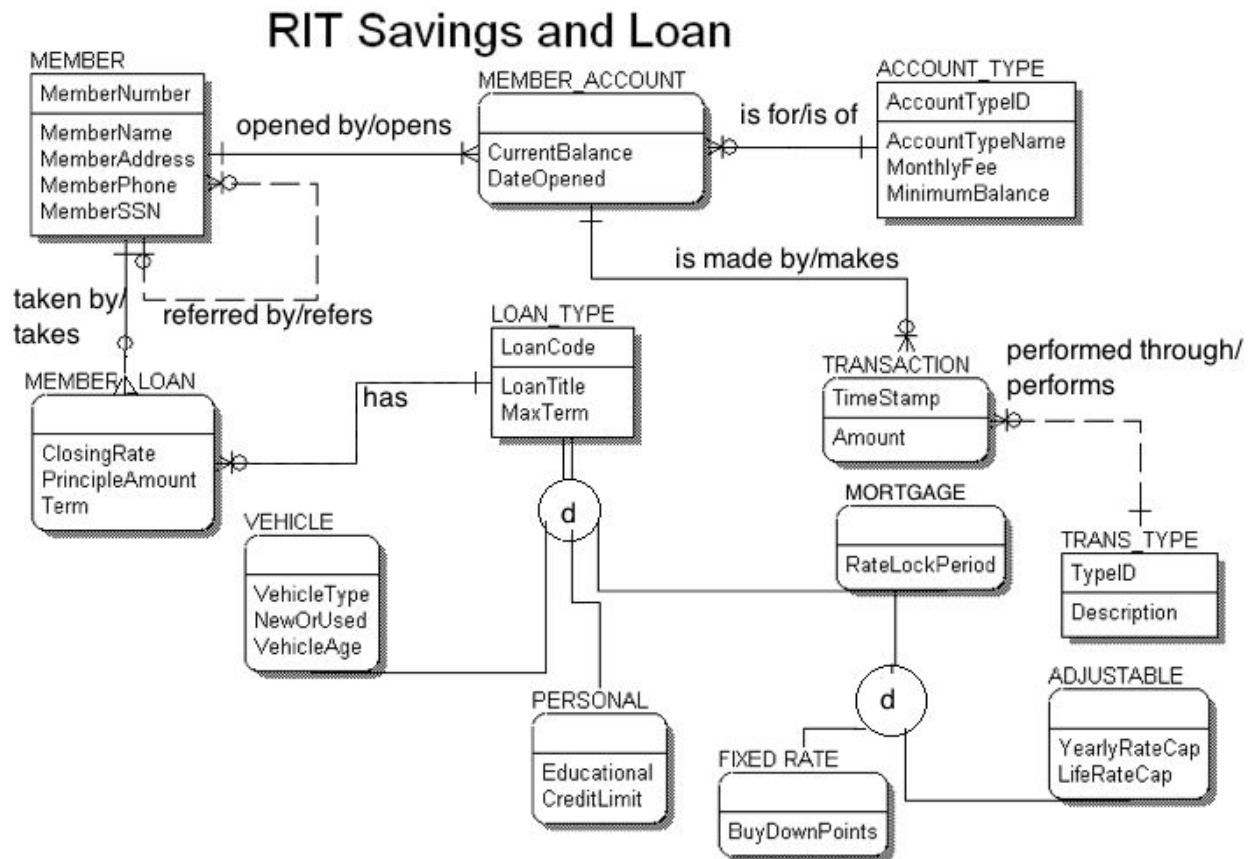 RIT Savings and Loan
MEMBER
MemberNumber
MemberName
MemberAddress
MemberPhone
MemberSSN
opened by/opens
MEMBER_ACCOUNT
CurrentBalance
DateOpened
is for/is of
ACCOUNT_TYPE
AccountTypeID
AccountTypeName
MonthlyFee
MinimumBalance
is made by/makes
taken by/
takes
referred by/refers
MEMBER_LOAN
ClosingRate
PrincipleAmount
Term
has
LOAN_TYPE
LoanCode
LoanTitle
MaxTerm
TRANSACTION
TimeStamp
Amount
performed through/
performs
d
VEHICLE
VehicleType
NewOrUsed
VehicleAge
MORTGAGE
RateLockPeriod
TRANS_TYPE
TypeID
Description
PERSONAL
Educational
CreditLimit
d
FIXED RATE
BuyDownPoints
ADJUSTABLE
YearlyRateCap
LifeRateCap